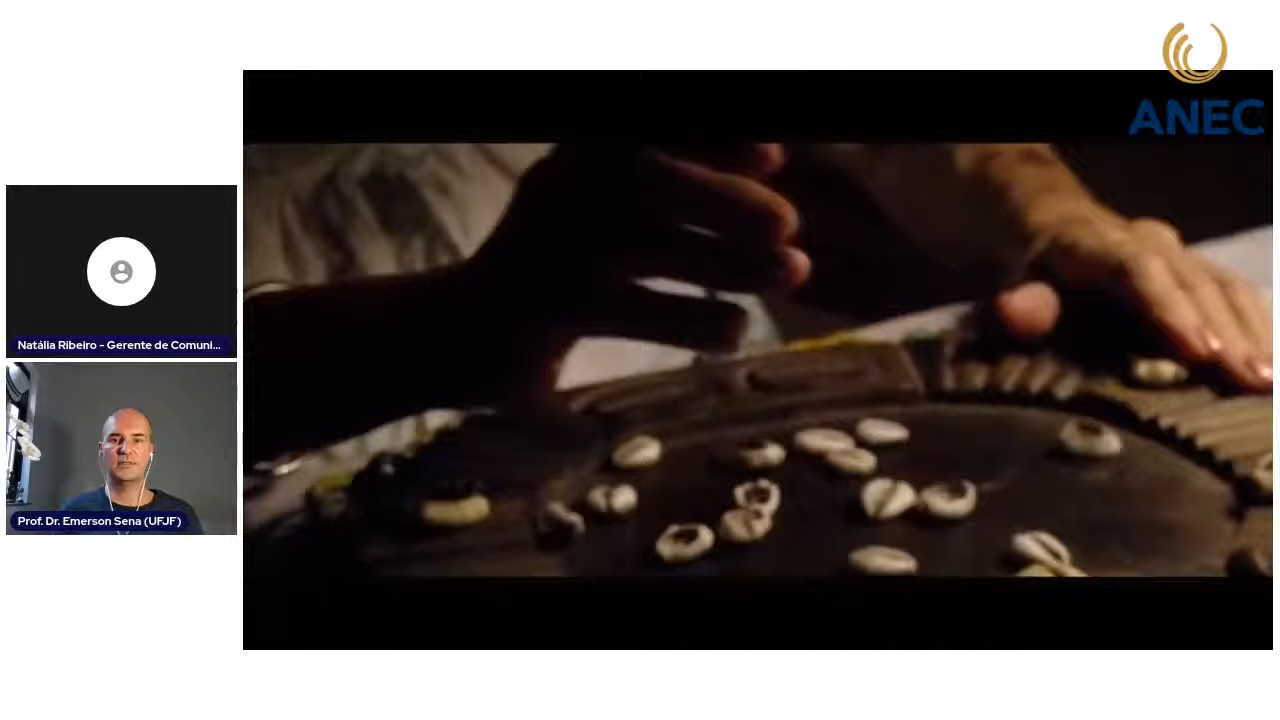 ANEC
Natália Ribeiro - Gerente de Comuni...
Prof. Dr. Emerson Sena (UFJF)